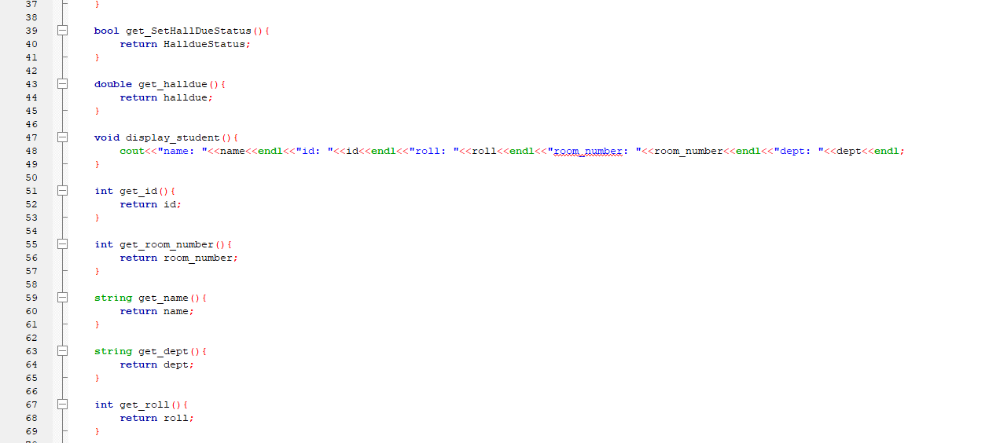 37 }
38
39 bool get_SetHallDueStatus(){
40 return HalldueStatus;
41 }
42
43 double get_halldue(){
44 return halldue;
45 }
46
47 void display_student(){
48 cout<<"name: "<<name<<endl<<"id: "<<id<<endl<<"roll: "<<roll<<endl<<"room_number: "<<room_number<<endl<<"dept: "<<dept<<endl;
49 }
50
51 int get_id(){
52 return id;
53 }
54
55 int get_room_number(){
56 return room_number;
57 }
58
59 string get_name(){
60 return name;
61 }
62
63 string get_dept(){
64 return dept;
65 }
66
67 int get_roll(){
68 return roll;
69 }